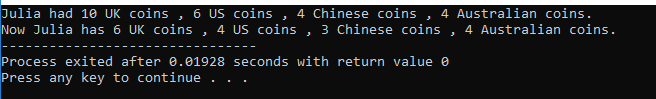 Julia had 10 UK coins , 6 US coins , 4 Chinese coins , 4 Australian coins.
Now Julia has 6 UK coins , 4 US coins , 3 Chinese coins , 4 Australian coins.
--------------------------------
Process exited after 0.01928 seconds with return value 0
Press any key to continue . . .